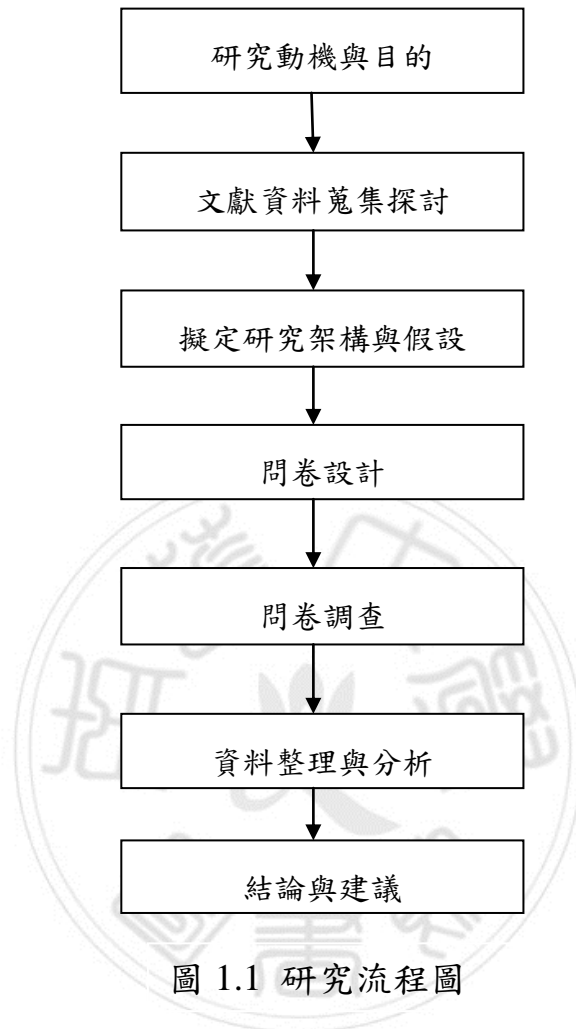 研究動機與目的
文獻資料蒐集探討
擬定研究架構與假設
問卷設計
問卷調查
資料整理與分析
結論與建議
圖 1.1 研究流程圖